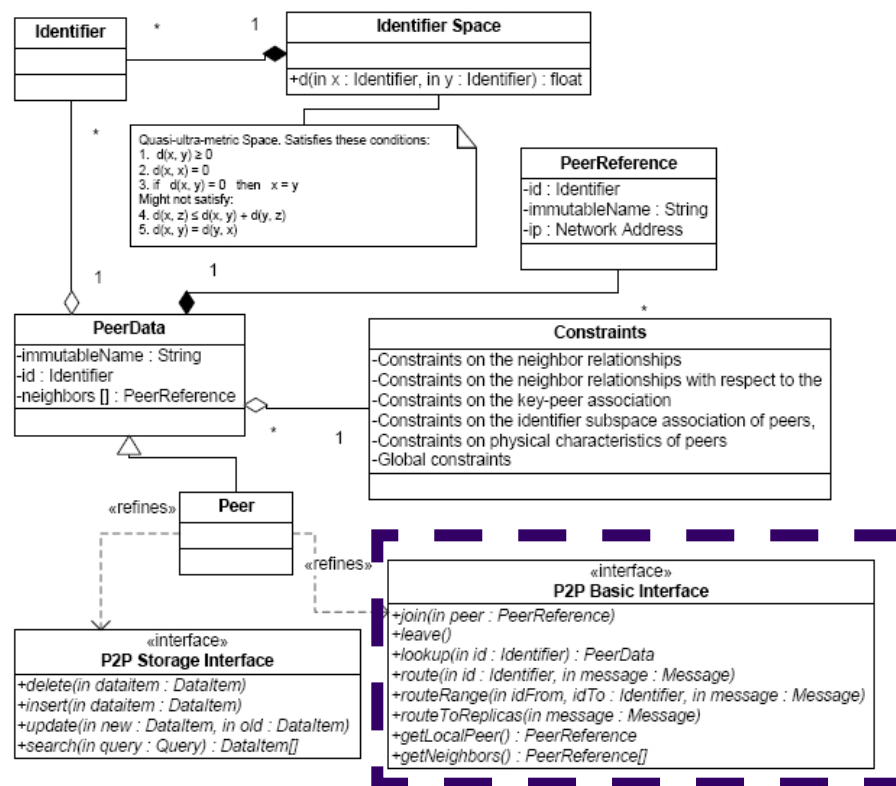 Identifier
*
1
Identifier Space
+d(in x : Identifier, in y : Identifier) : float
*
Quasi-ultra-metric Space. Satisfies these conditions:
1. d(x, y) ≥ 0
2. d(x, x) = 0
3. if d(x, y) = 0 then x = y
Might not satisfy:
4. d(x, z) ≤ d(x, y) + d(y, z)
5. d(x, y) = d(y, x)
PeerReference
-id : Identifier
-immutableName : String
-ip : Network Address
1
1
*
PeerData
-immutableName : String
-id : Identifier
-neighbors [] : PeerReference
*
1
Constraints
-Constraints on the neighbor relationships
-Constraints on the neighbor relationships with respect to the
-Constraints on the key-peer association
-Constraints on the identifier subspace association of peers,
-Constraints on physical characteristics of peers
-Global constraints
«refines»
Peer
«refines»
«interface»
P2P Storage Interface
+delete(in dataitem : DataItem)
+insert(in dataitem : DataItem)
+update(in new : DataItem, in old : DataItem)
+search(in query : Query) : DataItem[]
«interface»
P2P Basic Interface
+join(in peer : PeerReference)
+leave()
+lookup(in id : Identifier) : PeerData
+route(in id : Identifier, in message : Message)
+routeRange(in idFrom, idTo : Identifier, in message : Message)
+routeToReplicas(in message : Message)
+getLocalPeer() : PeerReference
+getNeighbors() : PeerReference[]